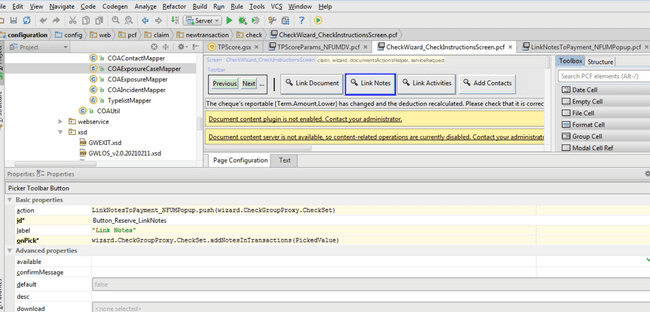 File Edit View Navigate Code Analyze Refactor Build Run Rule Tools VCS Window Help
Server
configuration config web pcf claim newtransaction check CheckWizard_CheckInstructionsScreen.pcf
Project
TPScore.gsx TPScoreParams_NFUMDV.pcf CheckWizard_CheckInstructionsScreen.pcf LinkNotesToPayment_NFUMPopup.pcf
COAContactMapper
COAExposureCaseMapper
COAExposureMapper
COAIncidentMapper
TypelistMapper
COAUtil
webservice
xsd
GWEXIT.xsd
GWLOS_v2.0.20210211.xsd
Screen : CheckWizard_CheckInstructionsScreen claim, wizard, documentsActionsHelper, serviceRequest
Toolbar
Previous Next ... Link Document Link Notes Link Activities Add Contacts
The cheque's reportable (Term.Amount.Lower) has changed and the deduction recalculated. Please check that it is correc
Document content plugin is not enabled. Contact your administrator.
Document content server is not available, so content-related operations are currently disabled. Contact your administrator
Page Configuration Text
Toolbox Structure
Search PCF elements (Alt-/)
Date Cell
Empty Cell
File Cell
Format Cell
Group Cell
Modal Cell Ref
Properties Properties
Picker Toolbar Button
Basic properties
action LinkNotesToPayment_NFUMPopup.push(wizard.CheckGroupProxy.CheckSet)
id* Button_Reserve_LinkNotes
label "Link Notes"
onPick* wizard.CheckGroupProxy.CheckSet.addNotesInTransactions(PickedValue)
Advanced properties
available
confirmMessage
default false
desc
download <none selected>